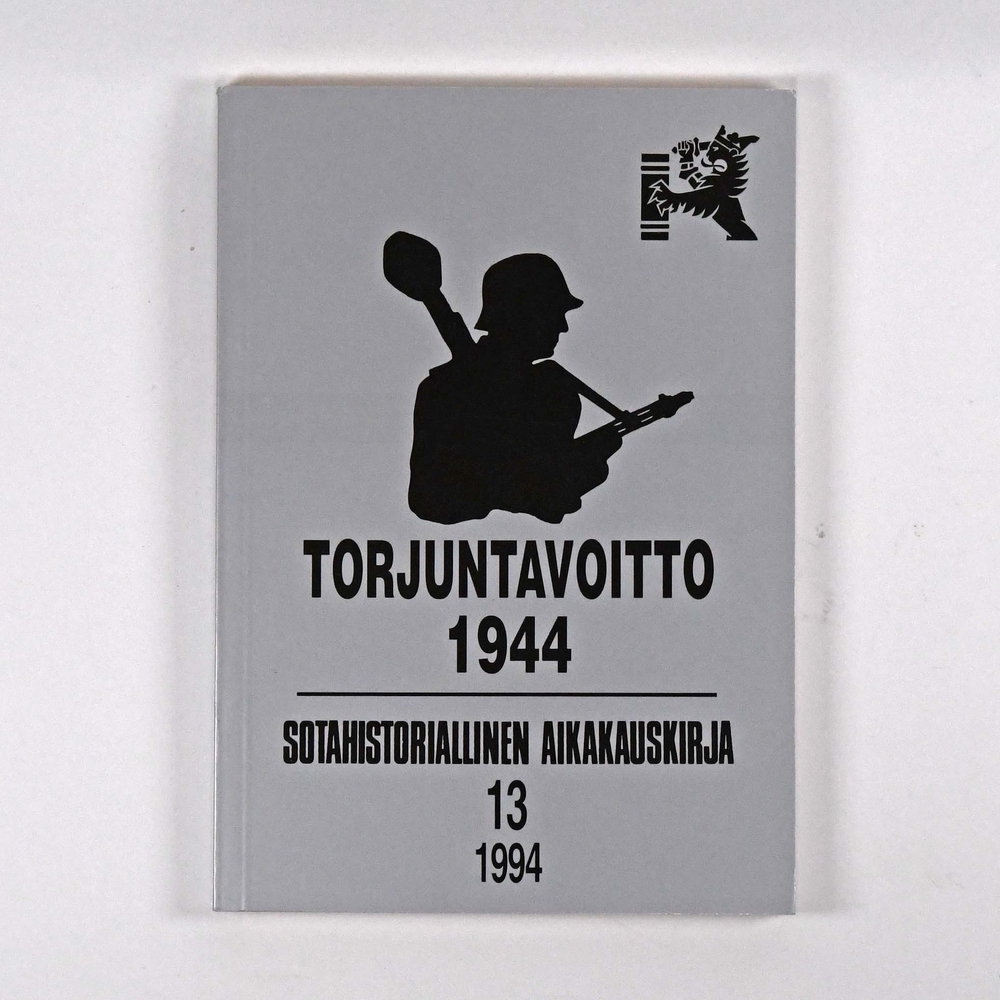 TORJUNTAVOITTO
1944
SOTAHISTORIALLINEN AIKAKAUSKIRJA
13
1994